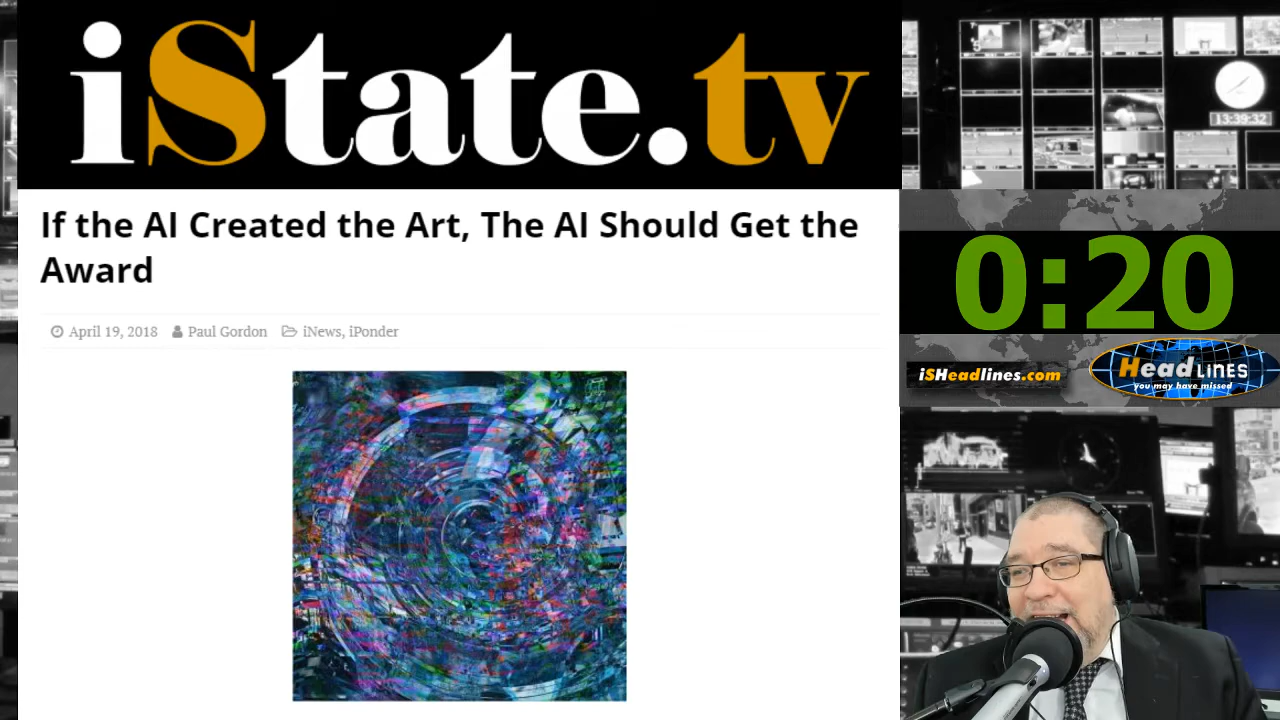 iState.tv
If the AI Created the Art, The AI Should Get the
Award
April 19, 2018 Paul Gordon iNews, iPonder
13:39:32
0:20
iSHeadlines.com
HeadLINES
you may have missed